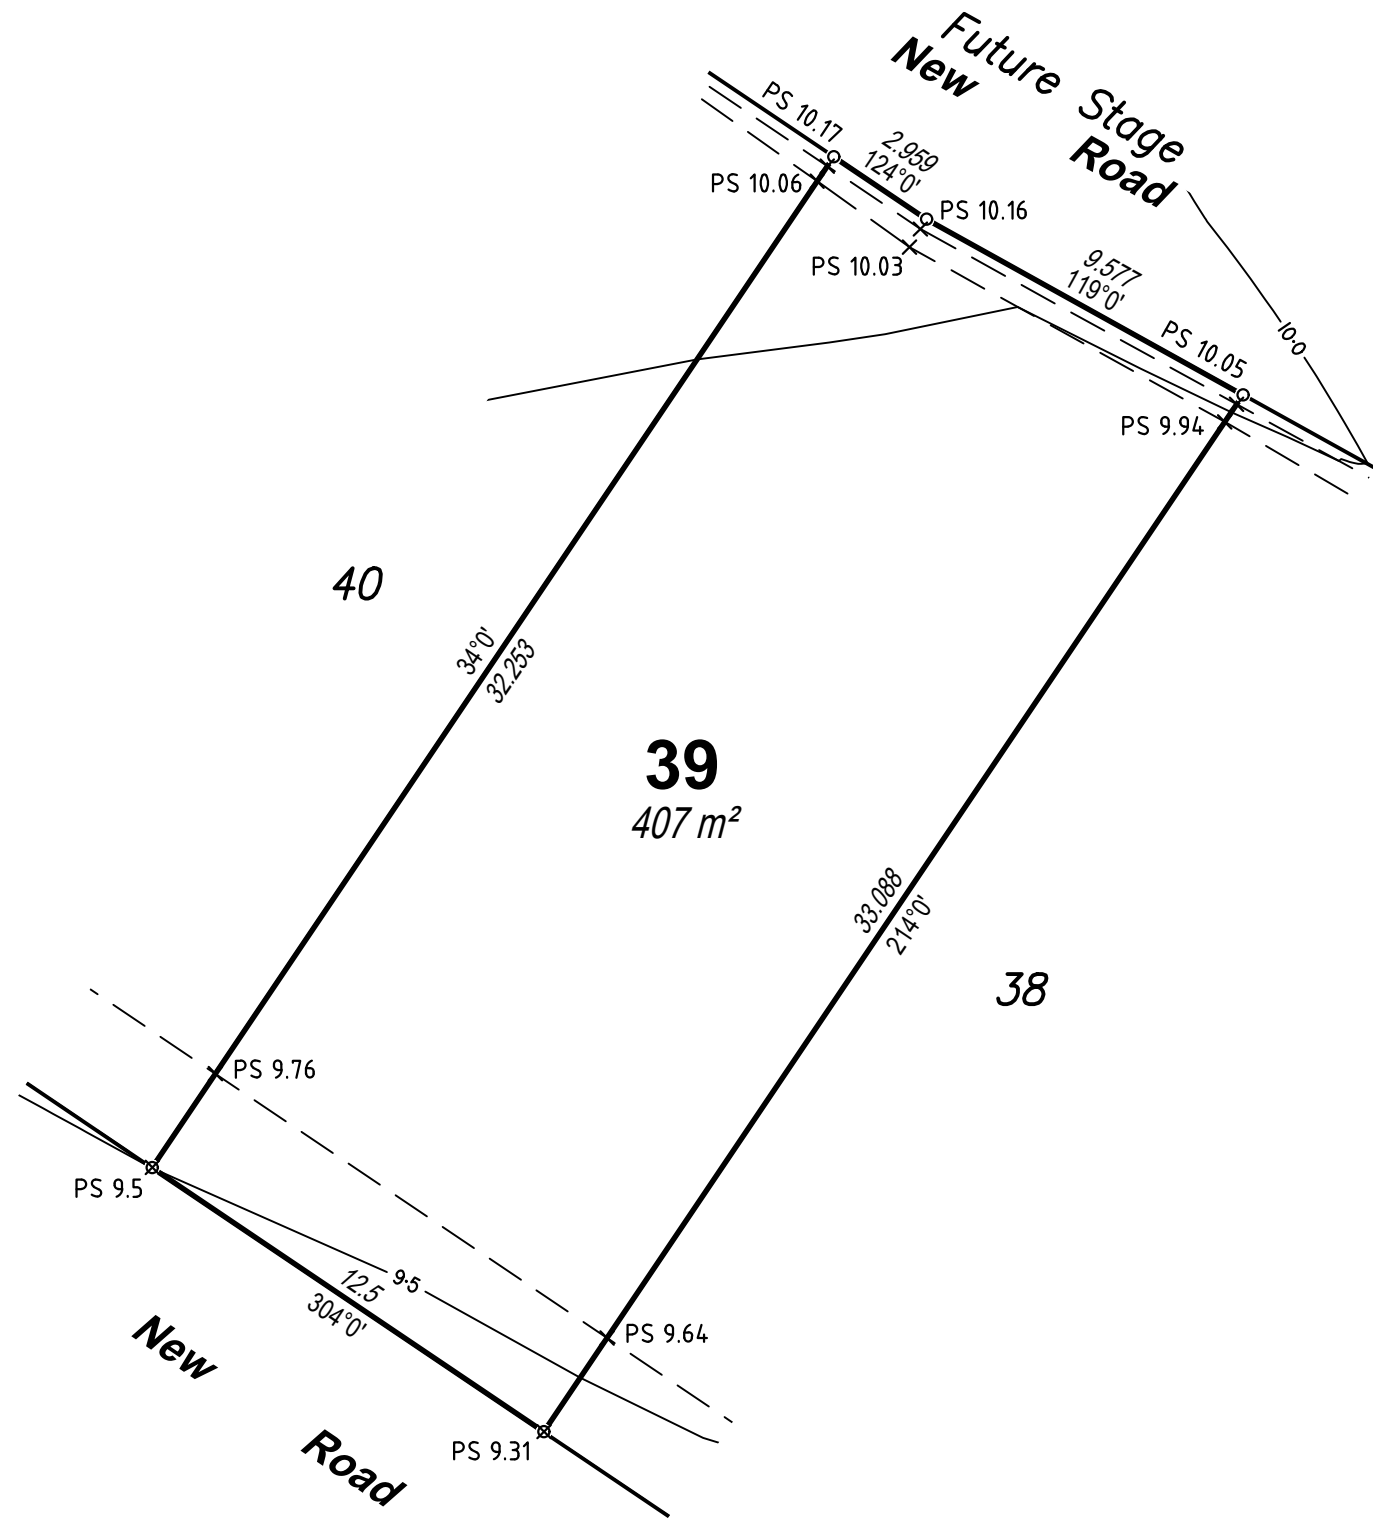 Future Stage
New Road
PS 10.17
2.959
124°0'
PS 10.06
PS 10.16
PS 10.03
9.577
119°0'
PS 10.05
10·0
PS 9.94
40
34°0'
32.253
39
407 m²
33.088
214°0'
38
PS 9.76
PS 9.5
9·5
12.5
304°0'
PS 9.64
New Road
PS 9.31